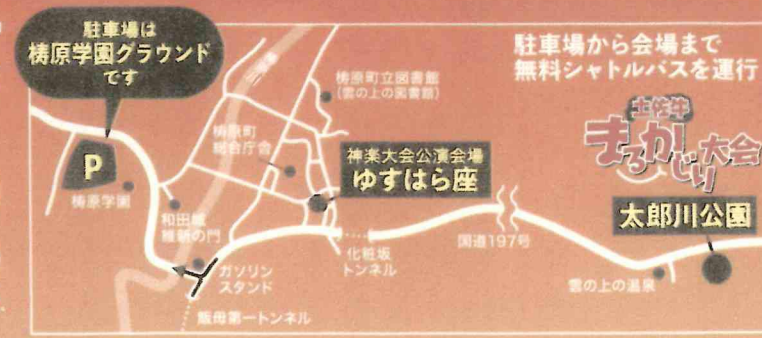 駐車場は
梼原学園グラウンド
です
P
梼原学園
和田城
維新の門
ガソリン
スタンド
飯母第一トンネル
梼原町
総合庁舎
梼原町立図書館
(雲の上の図書館)
神楽大会公演会場
ゆすはら座
化粧坂
トンネル
国道197号
駐車場から会場まで
無料シャトルバスを運行
土佐牛
まるかじり大会
太郎川公園
雲の上の温泉